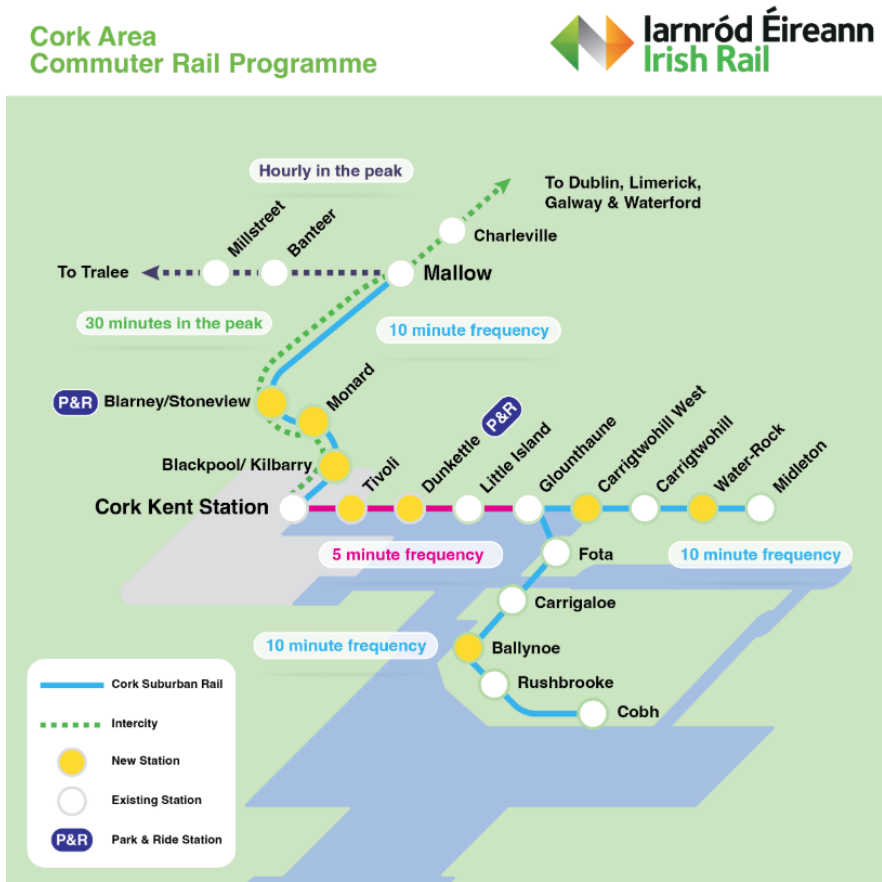 Cork Area
Commuter Rail Programme
Iarnród Éireann
Irish Rail
Hourly in the peak
To Dublin, Limerick,
Galway & Waterford
Charleville
Millstreet
Banteer
To Tralee
Mallow
30 minutes in the peak
10 minute frequency
P&R
Blarney/Stoneview
Monard
Blackpool/ Kilbarry
Cork Kent Station
Tivoli
Dunkettle
P&R
Little Island
Glounthaune
Carrigtwohill West
Carrigtwohill
Water-Rock
Midleton
5 minute frequency
Fota
10 minute frequency
Carrigaloe
10 minute frequency
Ballynoe
Rushbrooke
Cobh
Cork Suburban Rail
Intercity
New Station
Existing Station
P&R
Park & Ride Station